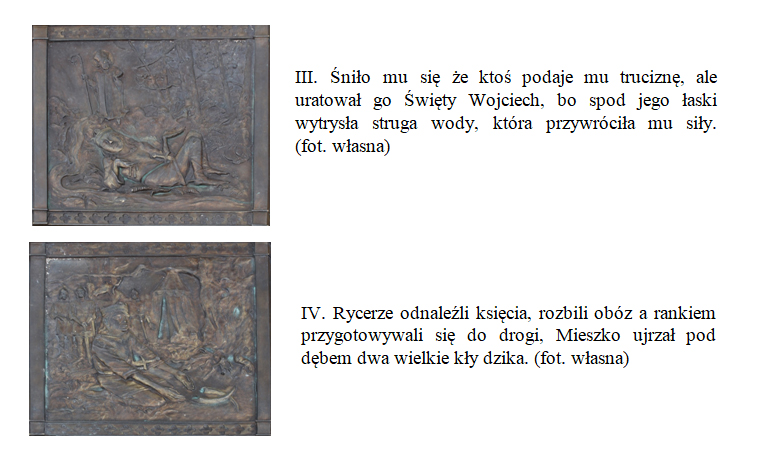 III. Śniło mu się że ktoś podaje mu truciznę, ale
uratował go Święty Wojciech, bo spod jego łaski
wytrysła struga wody, która przywróciła mu siły.
(fot. własna)
IV. Rycerze odnaleźli księcia, rozbili obóz a rankiem
przygotowywali się do drogi, Mieszko ujrzał pod
dębem dwa wielkie kły dzika. (fot. własna)